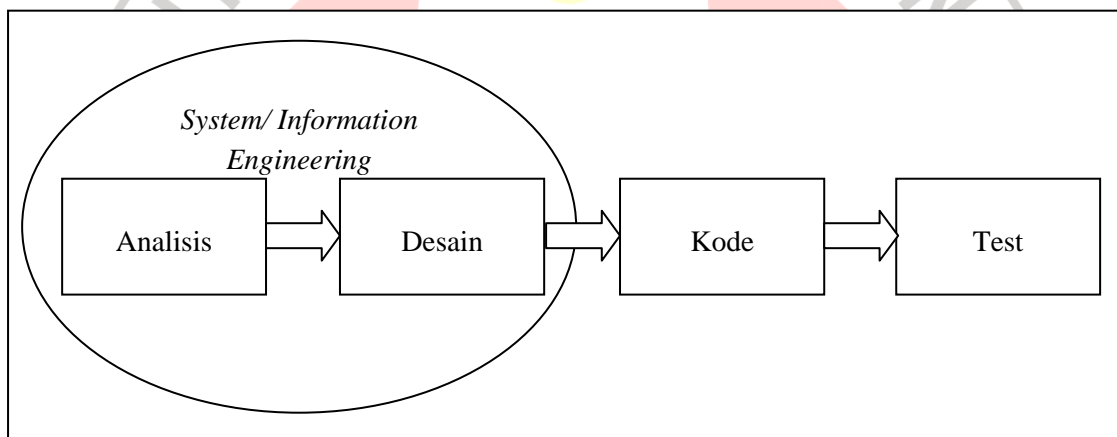 System/ Information
Engineering
Analisis
Desain
Kode
Test